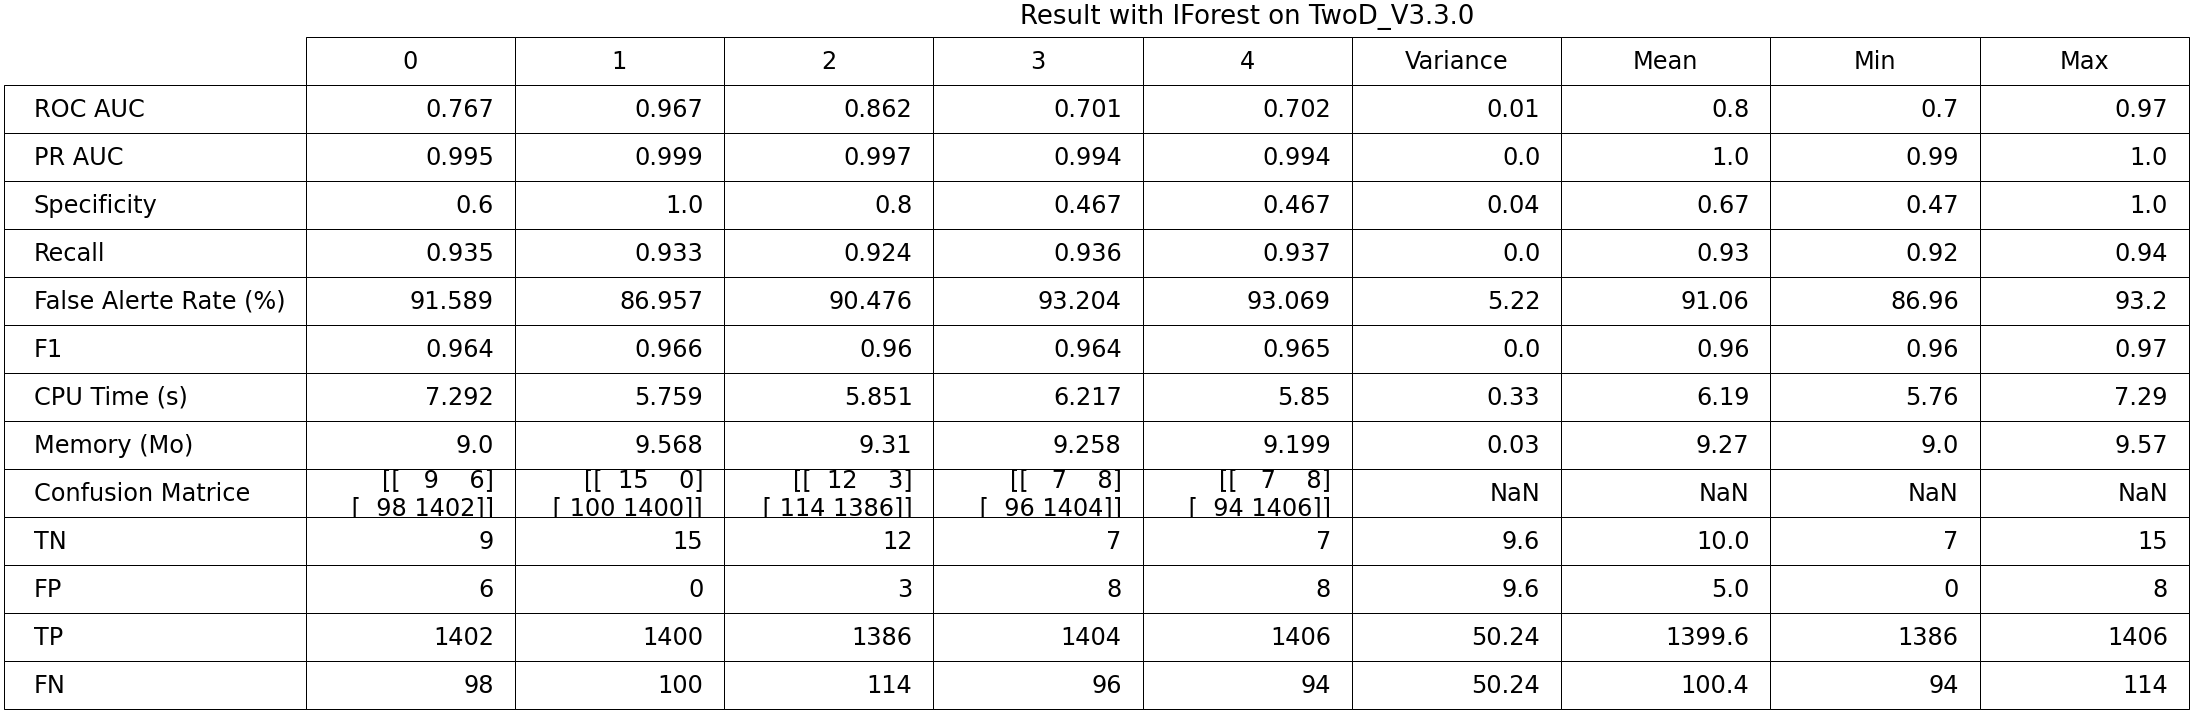 Result with IForest on TwoD_V3.3.0
0 1 2 3 4 Variance Mean Min Max
ROC AUC 0.767 0.967 0.862 0.701 0.702 0.01 0.8 0.7 0.97
PR AUC 0.995 0.999 0.997 0.994 0.994 0.0 1.0 0.99 1.0
Specificity 0.6 1.0 0.8 0.467 0.467 0.04 0.67 0.47 1.0
Recall 0.935 0.933 0.924 0.936 0.937 0.0 0.93 0.92 0.94
False Alerte Rate (%) 91.589 86.957 90.476 93.204 93.069 5.22 91.06 86.96 93.2
F1 0.964 0.966 0.96 0.964 0.965 0.0 0.96 0.96 0.97
CPU Time (s) 7.292 5.759 5.851 6.217 5.85 0.33 6.19 5.76 7.29
Memory (Mo) 9.0 9.568 9.31 9.258 9.199 0.03 9.27 9.0 9.57
[[ 9 6] [[ 15 0] [[ 12 3] [[ 7 8] [[ 7 8]
Confusion Matrice NaN NaN NaN NaN
[ 98 1402]] [ 100 1400]] [ 114 1386]] [ 96 1404]] [ 94 1406]]
TN 9 15 12 7 7 9.6 10.0 7 15
FP 6 0 3 8 8 9.6 5.0 0 8
TP 1402 1400 1386 1404 1406 50.24 1399.6 1386 1406
FN 98 100 114 96 94 50.24 100.4 94 114